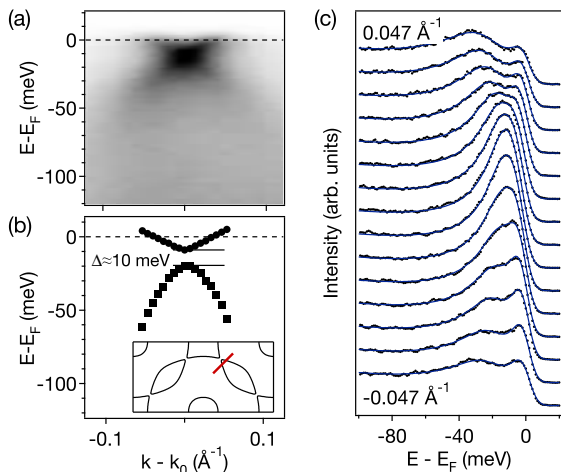 (a)
0
-50
-100
E-E_F (meV)
(b)
0
-50
-100
E-E_F (meV)
Δ≈10 meV
-0.1
0.0
0.1
k - k_0 (Å⁻¹)
(c)
0.047 Å⁻¹
-0.047 Å⁻¹
Intensity (arb. units)
-80
-40
0
E - E_F (meV)